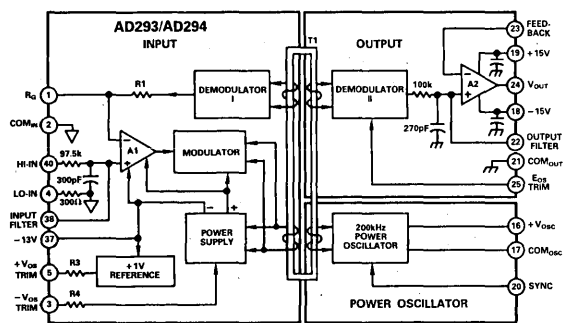 AD293/AD294
INPUT
RG
1
COMIN
2
HI-IN
40
97.5k
300pF
LO-IN
4
300Ω
INPUT
FILTER
38
−13V
37
+VOS
TRIM
5
R3
−VOS
TRIM
3
R4
R1
DEMODULATOR
I
−
+
A1
MODULATOR
−
+
POWER
SUPPLY
+1V
REFERENCE
T1
OUTPUT
DEMODULATOR
II
100k
270pF
−
+
A2
23
FEED-
BACK
19
+15V
24
VOUT
18
−15V
22
OUTPUT
FILTER
21
COMOUT
25
EOS
TRIM
200kHz
POWER
OSCILLATOR
16
+VOSC
17
COMOSC
20
SYNC
POWER OSCILLATOR